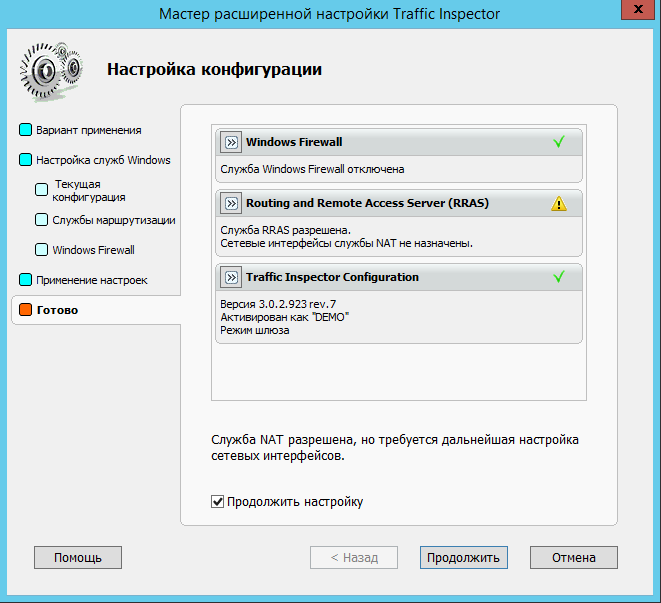 Мастер расширенной настройки Traffic Inspector
x
Настройка конфигурации
Вариант применения
Настройка служб Windows
Текущая
конфигурация
Службы маршрутизации
Windows Firewall
Применение настроек
Готово
Windows Firewall
Служба Windows Firewall отключена
Routing and Remote Access Server (RRAS)
Служба RRAS разрешена.
Сетевые интерфейсы службы NAT не назначены.
Traffic Inspector Configuration
Версия 3.0.2.923 rev.7
Активирован как "DEMO"
Режим шлюза
Служба NAT разрешена, но требуется дальнейшая настройка
сетевых интерфейсов.
Продолжить настройку
Помощь
< Назад
Продолжить
Отмена